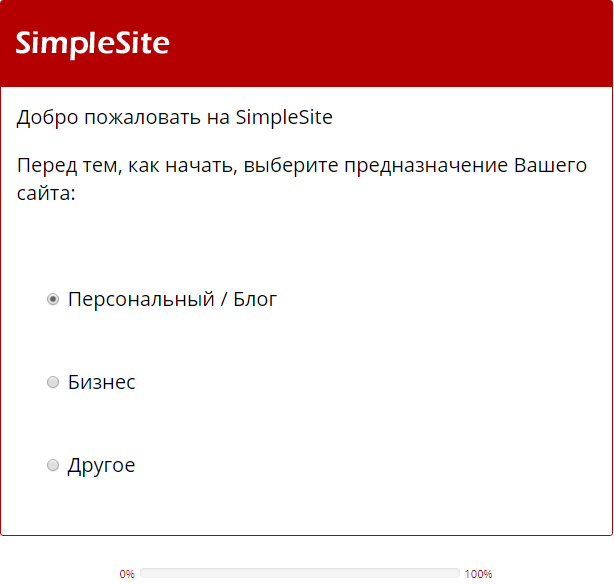 SimpleSite
Добро пожаловать на SimpleSite
Перед тем, как начать, выберите предназначение Вашего
сайта:
Персональный / Блог
Бизнес
Другое
0% 100%